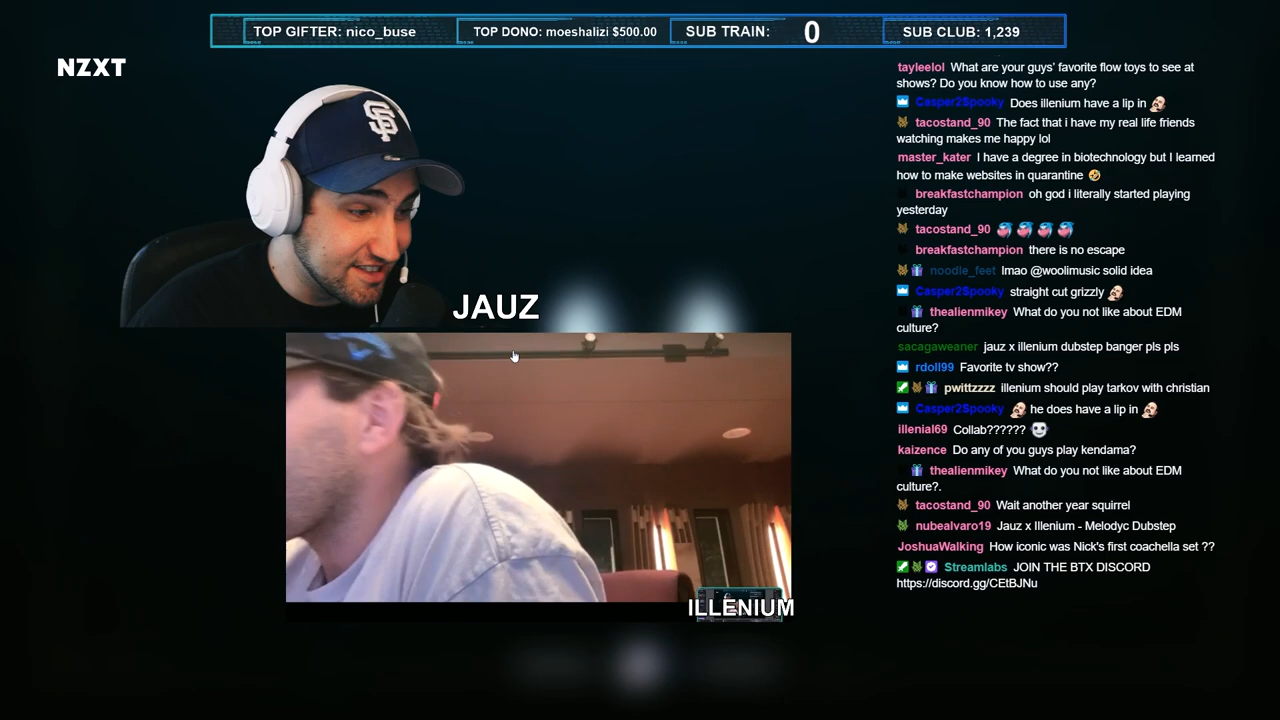 TOP GIFTER: nico_buse
TOP DONO: moeshalizi $500.00
SUB TRAIN: 0
SUB CLUB: 1,239
NZXT
SF
JAUZ
ILLENIUM
tayleelol What are your guys' favorite flow toys to see at
shows? Do you know how to use any?
Casper2Spooky Does illenium have a lip in
tacostand_90 The fact that i have my real life friends
watching makes me happy lol
master_kater I have a degree in biotechnology but I learned
how to make websites in quarantine
breakfastchampion oh god i literally started playing
yesterday
tacostand_90
breakfastchampion there is no escape
noodle_feet lmao @woolimusic solid idea
Casper2Spooky straight cut grizzly
thealienmikey What do you not like about EDM
culture?
sacagaweaner jauz x illenium dubstep banger pls pls
rdoll99 Favorite tv show??
pwittzzzz illenium should play tarkov with christian
Casper2Spooky he does have a lip in
illenial69 Collab??????
kaizence Do any of you guys play kendama?
thealienmikey What do you not like about EDM
culture?.
tacostand_90 Wait another year squirrel
nubealvaro19 Jauz x Illenium - Melodyc Dubstep
JoshuaWalking How iconic was Nick's first coachella set ??
Streamlabs JOIN THE BTX DISCORD
https://discord.gg/CEtBJNu